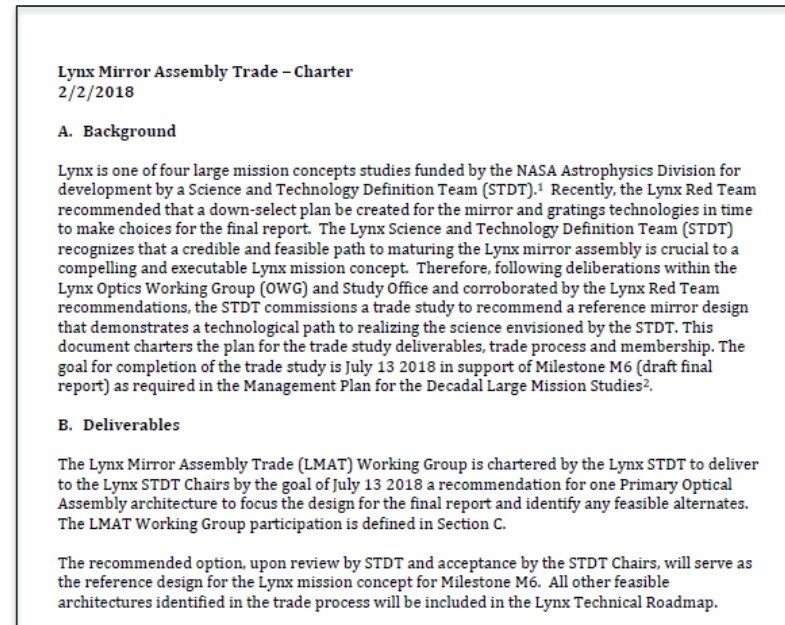 Lynx Mirror Assembly Trade – Charter
2/2/2018
A. Background
Lynx is one of four large mission concepts studies funded by the NASA Astrophysics Division for
development by a Science and Technology Definition Team (STDT).¹ Recently, the Lynx Red Team
recommended that a down-select plan be created for the mirror and gratings technologies in time
to make choices for the final report. The Lynx Science and Technology Definition Team (STDT)
recognizes that a credible and feasible path to maturing the Lynx mirror assembly is crucial to a
compelling and executable Lynx mission concept. Therefore, following deliberations within the
Lynx Optics Working Group (OWG) and Study Office and corroborated by the Lynx Red Team
recommendations, the STDT commissions a trade study to recommend a reference mirror design
that demonstrates a technological path to realizing the science envisioned by the STDT. This
document charters the plan for the trade study deliverables, trade process and membership. The
goal for completion of the trade study is July 13 2018 in support of Milestone M6 (draft final
report) as required in the Management Plan for the Decadal Large Mission Studies².
B. Deliverables
The Lynx Mirror Assembly Trade (LMAT) Working Group is chartered by the Lynx STDT to deliver
to the Lynx STDT Chairs by the goal of July 13 2018 a recommendation for one Primary Optical
Assembly architecture to focus the design for the final report and identify any feasible alternates.
The LMAT Working Group participation is defined in Section C.
The recommended option, upon review by STDT and acceptance by the STDT Chairs, will serve as
the reference design for the Lynx mission concept for Milestone M6. All other feasible
architectures identified in the trade process will be included in the Lynx Technical Roadmap.